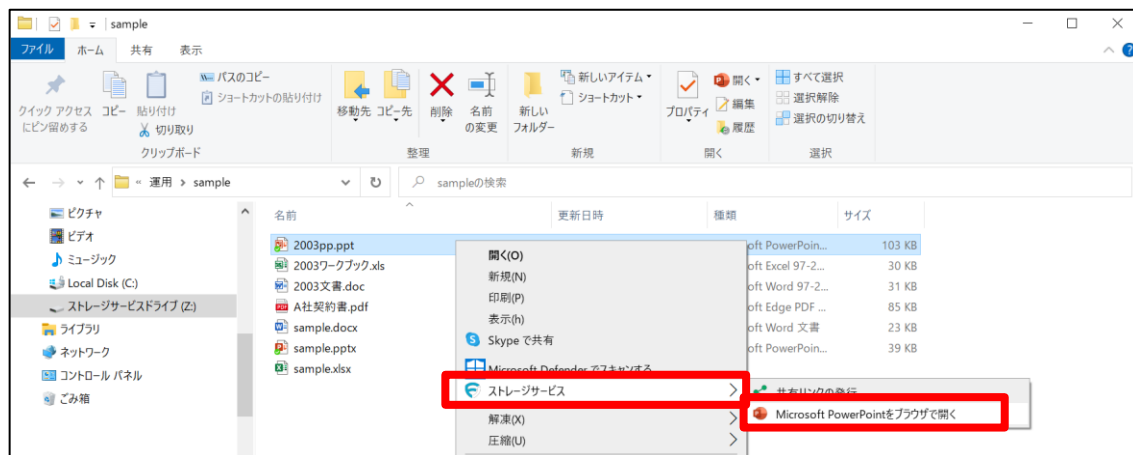 sample
ファイル ホーム 共有 表示
クイック アクセス
にピン留めする
コピー
貼り付け
パスのコピー
ショートカットの貼り付け
切り取り
クリップボード
移動先 コピー先
削除
名前
の変更
整理
新しい
フォルダー
新しいアイテム
ショートカット
新規
プロパティ
開く
編集
履歴
開く
すべて選択
選択解除
選択の切り替え
選択
« 運用 › sample
sampleの検索
ピクチャ
ビデオ
ミュージック
Local Disk (C:)
ストレージサービスドライブ (Z:)
ライブラリ
ネットワーク
コントロール パネル
ごみ箱
名前 更新日時 種類 サイズ
2003pp.ppt oft PowerPoin... 103 KB
2003ワークブック.xls oft Excel 97-2... 30 KB
2003文書.doc oft Word 97-2... 31 KB
A社契約書.pdf oft Edge PDF ... 85 KB
sample.docx oft Word 文書 23 KB
sample.pptx oft PowerPoin... 39 KB
sample.xlsx
開く(O)
新規(N)
印刷(P)
表示(h)
Skype で共有
Microsoft Defender でスキャンする
ストレージサービス
解凍(X)
圧縮(U)
共有リンクの発行
Microsoft PowerPointをブラウザで開く